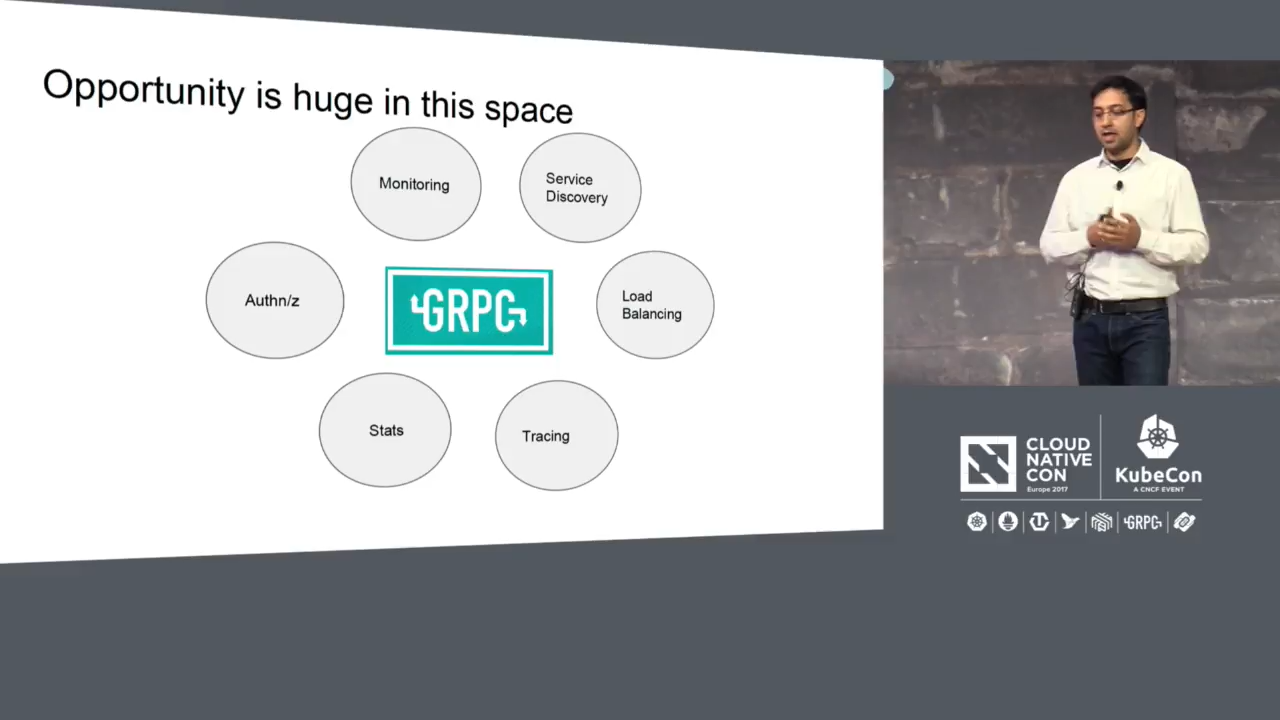 Opportunity is huge in this space
Monitoring
Service
Discovery
Authn/z
GRPC
Load
Balancing
Stats
Tracing
CLOUD
NATIVE
CON
Europe 2017
KubeCon
A CNCF EVENT
GRPC